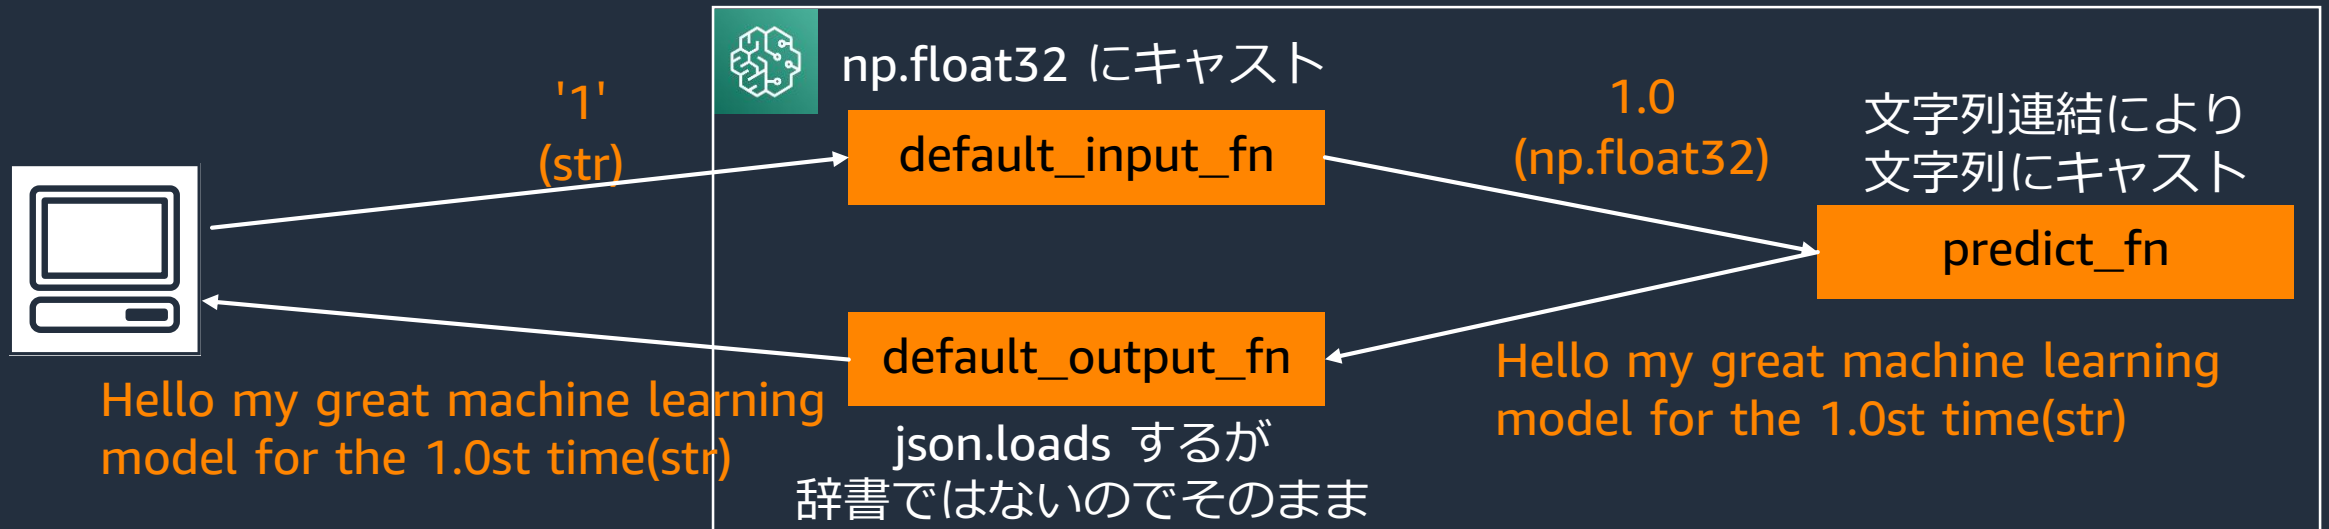 '1'
(str)
np.float32 にキャスト
default_input_fn
1.0
(np.float32)
文字列連結により
文字列にキャスト
predict_fn
default_output_fn
Hello my great machine learning
model for the 1.0st time(str)
json.loads するが
辞書ではないのでそのまま
Hello my great machine learning
model for the 1.0st time(str)